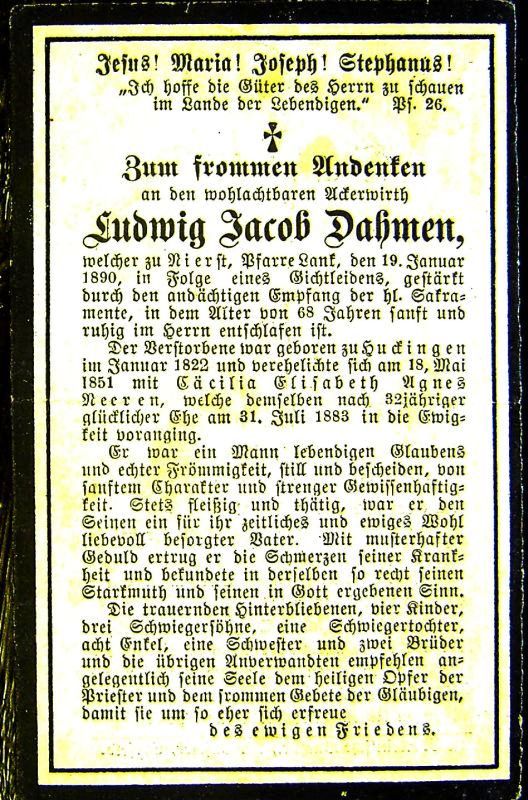 Jesus! Maria! Joseph! Stephanus!
„Ich hoffe die Güter des Herrn zu schauen
im Lande der Lebendigen.“ Ps. 26.
Zum frommen Andenken
an den wohlachtbaren Ackerwirth
Ludwig Jacob Dahmen,
welcher zu Nierst, Pfarre Lank, den 19. Januar
1890, in Folge eines Gichtleidens, gestärkt
durch den andächtigen Empfang der hl. Sakra-
mente, in dem Alter von 68 Jahren sanft und
ruhig im Herrn entschlafen ist.
Der Verstorbene war geboren zu Huckingen
im Januar 1822 und verehelichte sich am 18. Mai
1851 mit Cäcilia Elisabeth Agnes
Neeren, welche demselben nach 32jähriger
glücklicher Ehe am 31. Juli 1883 in die Ewig-
keit voranging.
Er war ein Mann lebendigen Glaubens
und echter Frömmigkeit, still und bescheiden, von
sanftem Charakter und strenger Gewissenhaftig-
keit. Stets fleißig und thätig, war er den
Seinen ein für ihr zeitliches und ewiges Wohl
liebevoll besorgter Vater. Mit musterhafter
Geduld ertrug er die Schmerzen seiner Krank-
heit und bekundete in derselben so recht seinen
Starkmuth und seinen in Gott ergebenen Sinn.
Die trauernden Hinterbliebenen, vier Kinder,
drei Schwiegersöhne, eine Schwiegertochter,
acht Enkel, eine Schwester und zwei Brüder
und die übrigen Anverwandten empfehlen an-
gelegentlich seine Seele dem heiligen Opfer der
Priester und dem frommen Gebete der Gläubigen,
damit sie um so eher sich erfreue
des ewigen Friedens.